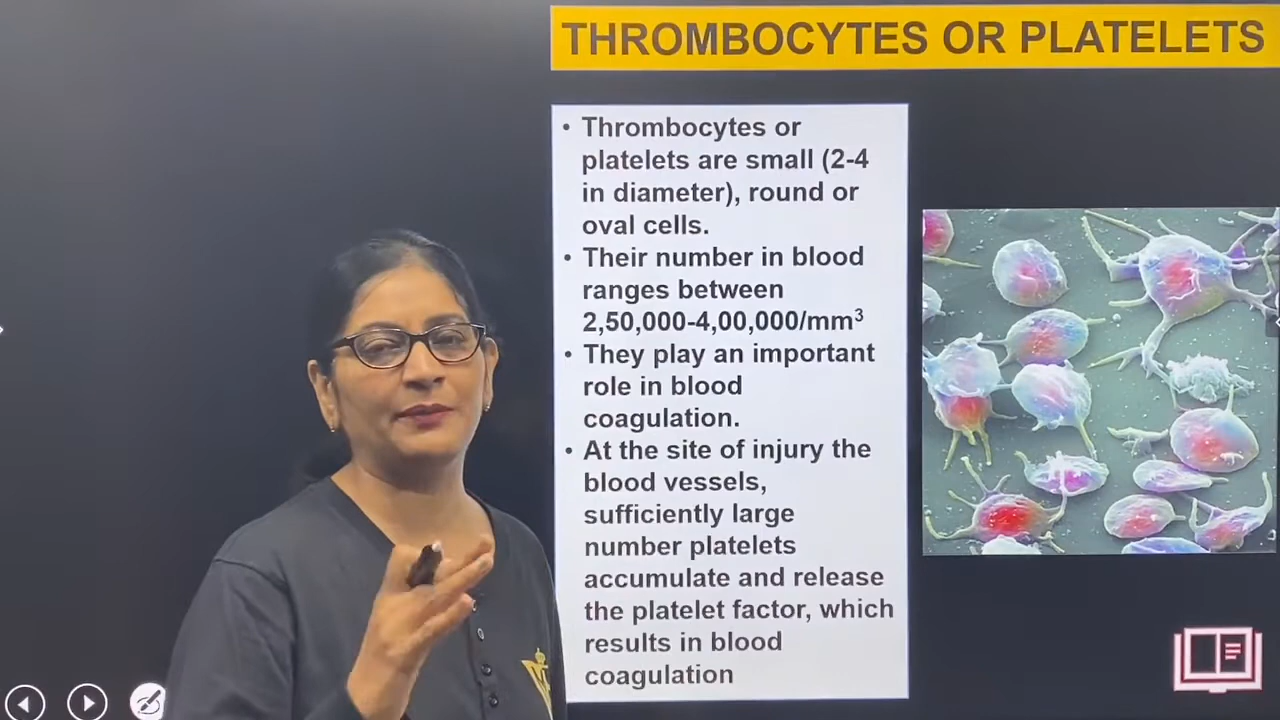 THROMBOCYTES OR PLATELETS
• Thrombocytes or
platelets are small (2-4
in diameter), round or
oval cells.
• Their number in blood
ranges between
2,50,000-4,00,000/mm³
• They play an important
role in blood
coagulation.
• At the site of injury the
blood vessels,
sufficiently large
number platelets
accumulate and release
the platelet factor, which
results in blood
coagulation